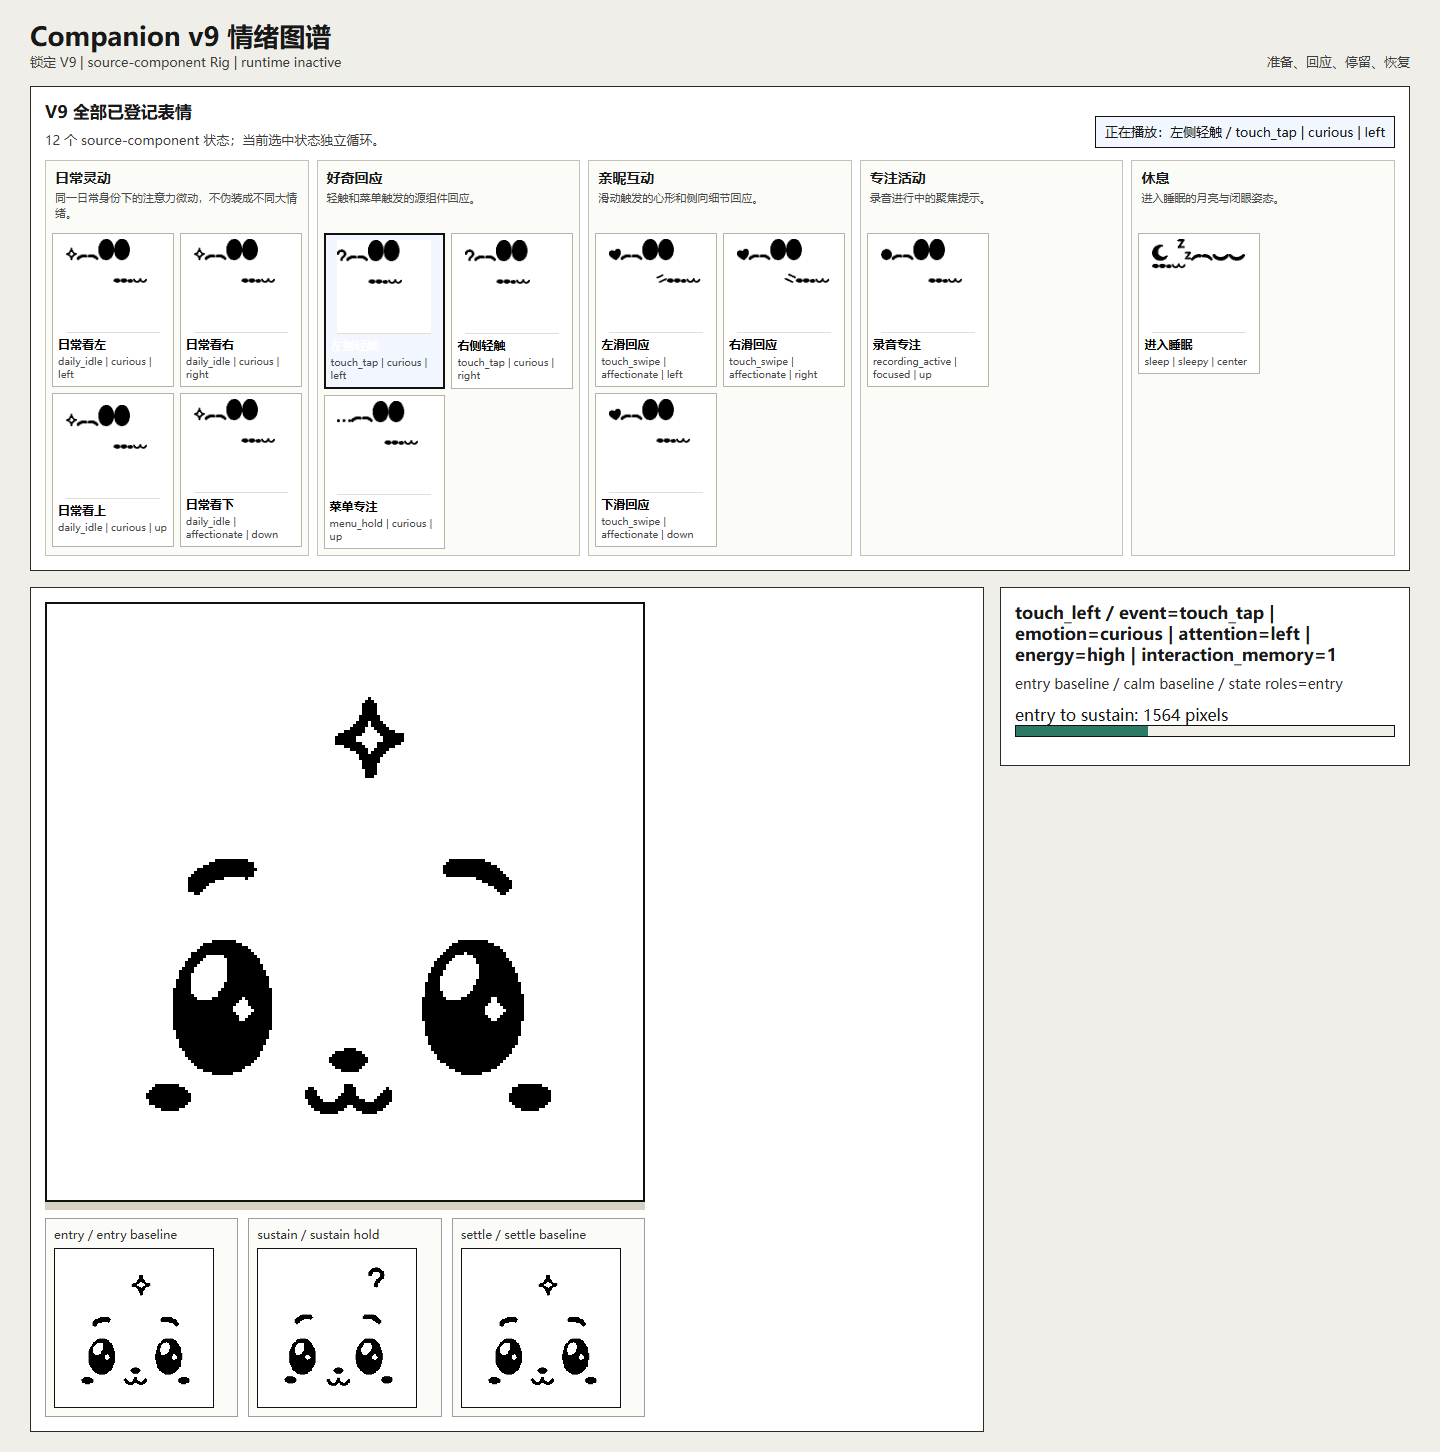 Companion v9 情绪图谱
锁定 V9 | source-component Rig | runtime inactive
准备、回应、停留、恢复
V9 全部已登记表情
12 个 source-component 状态；当前选中状态独立循环。
正在播放：左侧轻触 / touch_tap | curious | left
日常灵动
同一日常身份下的注意力微动，不伪装成不同大情
绪。
日常看左
daily_idle | curious |
left
日常看右
daily_idle | curious |
right
日常看上
daily_idle | curious | up
日常看下
daily_idle |
affectionate | down
好奇回应
轻触和菜单触发的源组件回应。
?
左侧轻触
touch_tap | curious |
left
?
右侧轻触
touch_tap | curious |
right
...
菜单专注
menu_hold | curious |
up
亲昵互动
滑动触发的心形和侧向细节回应。
左滑回应
touch_swipe |
affectionate | left
右滑回应
touch_swipe |
affectionate | right
下滑回应
touch_swipe |
affectionate | down
专注活动
录音进行中的聚焦提示。
录音专注
recording_active |
focused | up
休息
进入睡眠的月亮与闭眼姿态。
z
z
进入睡眠
sleep | sleepy | center
touch_left / event=touch_tap |
emotion=curious | attention=left |
energy=high | interaction_memory=1
entry baseline / calm baseline / state roles=entry
entry to sustain: 1564 pixels
entry / entry baseline
sustain / sustain hold
?
settle / settle baseline